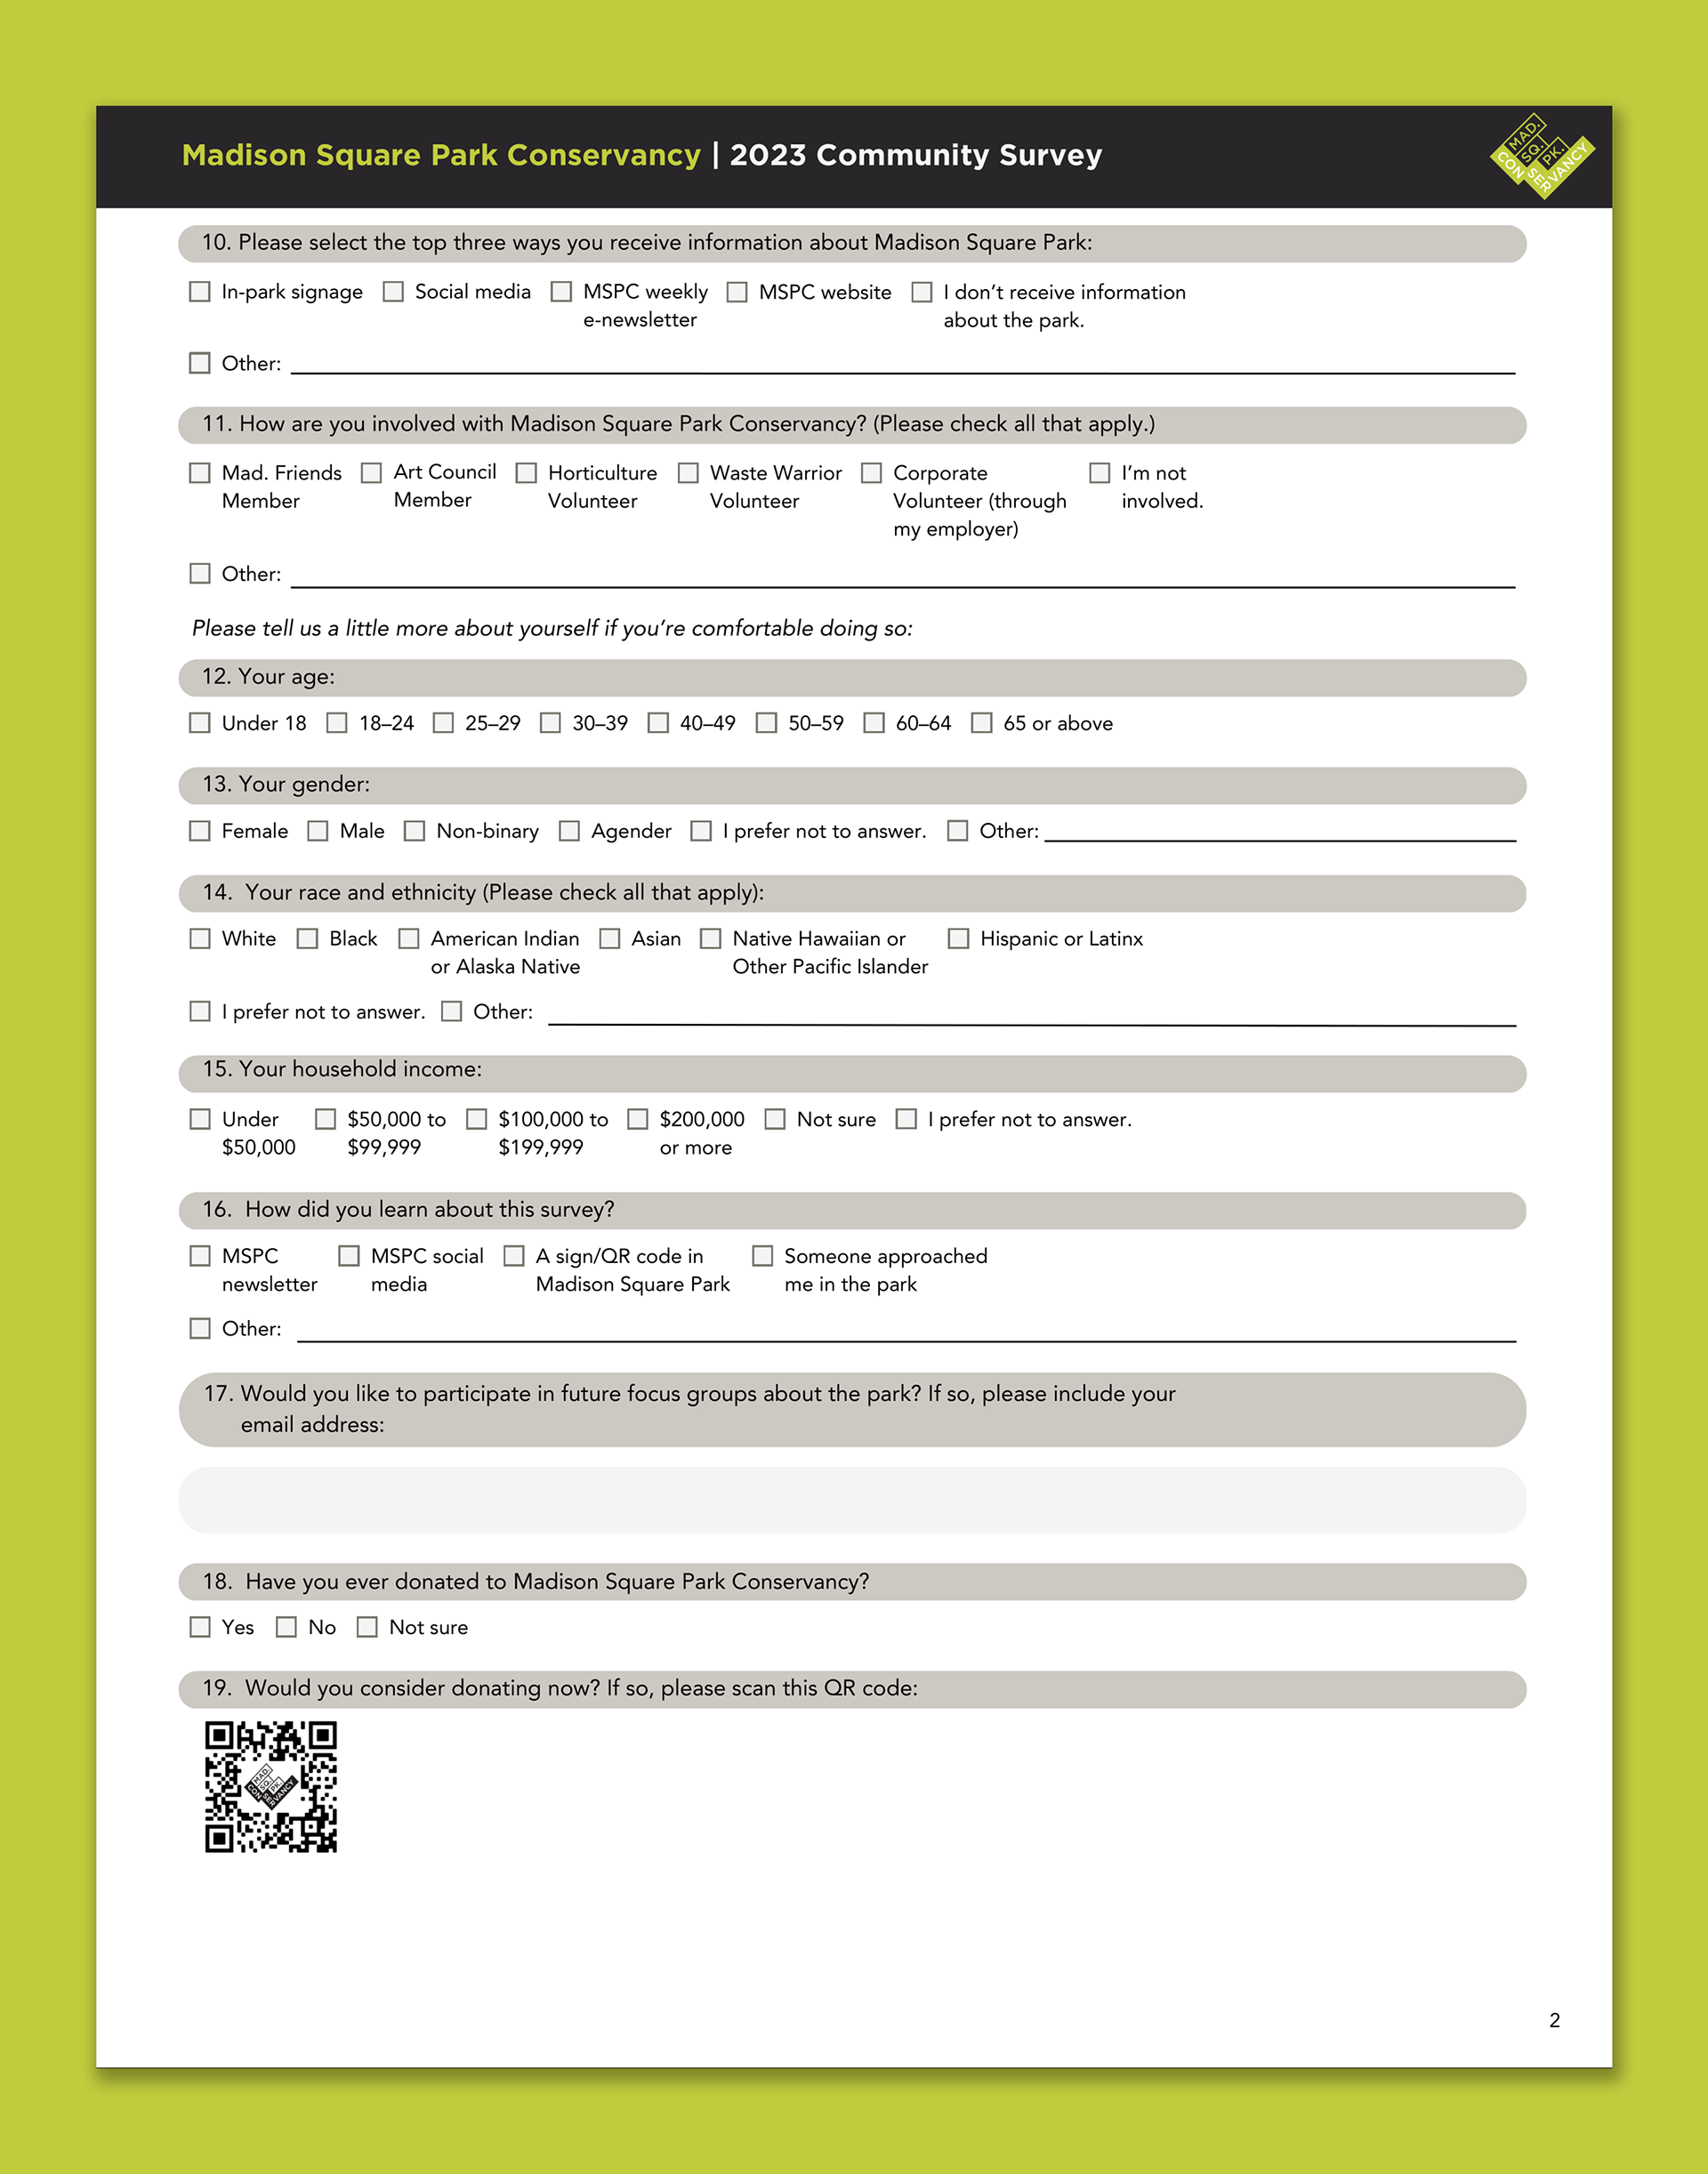 Madison Square Park Conservancy | 2023 Community Survey
MAD.
SQ. PK.
CONSERVANCY
10. Please select the top three ways you receive information about Madison Square Park:
In-park signage Social media MSPC weekly MSPC website I don’t receive information
e-newsletter about the park.
Other:
11. How are you involved with Madison Square Park Conservancy? (Please check all that apply.)
Mad. Friends Art Council Horticulture Waste Warrior Corporate I’m not
Member Member Volunteer Volunteer Volunteer (through involved.
my employer)
Other:
Please tell us a little more about yourself if you’re comfortable doing so:
12. Your age:
Under 18 18–24 25–29 30–39 40–49 50–59 60–64 65 or above
13. Your gender:
Female Male Non-binary Agender I prefer not to answer. Other:
14. Your race and ethnicity (Please check all that apply):
White Black American Indian Asian Native Hawaiian or Hispanic or Latinx
or Alaska Native Other Pacific Islander
I prefer not to answer. Other:
15. Your household income:
Under $50,000 to $100,000 to $200,000 Not sure I prefer not to answer.
$50,000 $99,999 $199,999 or more
16. How did you learn about this survey?
MSPC MSPC social A sign/QR code in Someone approached
newsletter media Madison Square Park me in the park
Other:
17. Would you like to participate in future focus groups about the park? If so, please include your
email address:
18. Have you ever donated to Madison Square Park Conservancy?
Yes No Not sure
19. Would you consider donating now? If so, please scan this QR code:
MAD.
SQ. PK.
CONSERVANCY
2